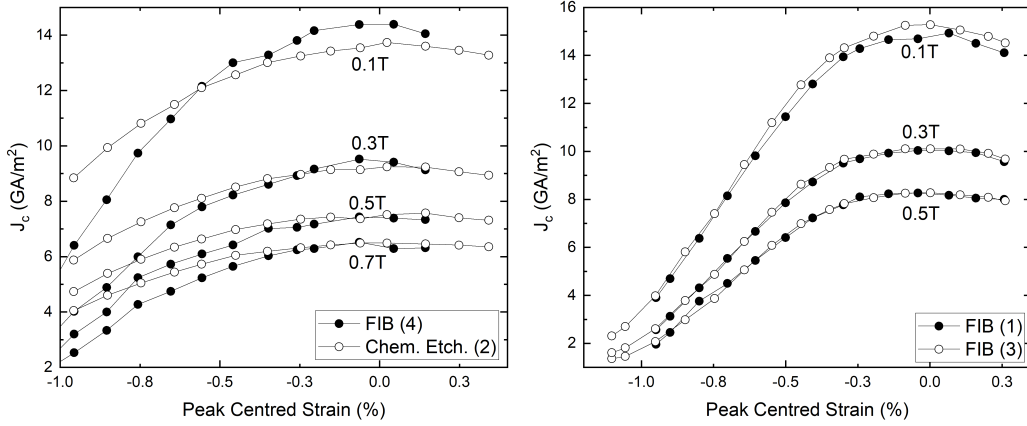 14
12
10
8
6
4
2
J_c (GA/m²)
0.1T
0.3T
0.5T
0.7T
FIB (4)
Chem. Etch. (2)
-1.0 -0.8 -0.5 -0.3 0.0 0.3
Peak Centred Strain (%)
16
14
12
10
8
6
4
2
J_c (GA/m²)
0.1T
0.3T
0.5T
FIB (1)
FIB (3)
-1.0 -0.8 -0.5 -0.3 0.0 0.3
Peak Centred Strain (%)